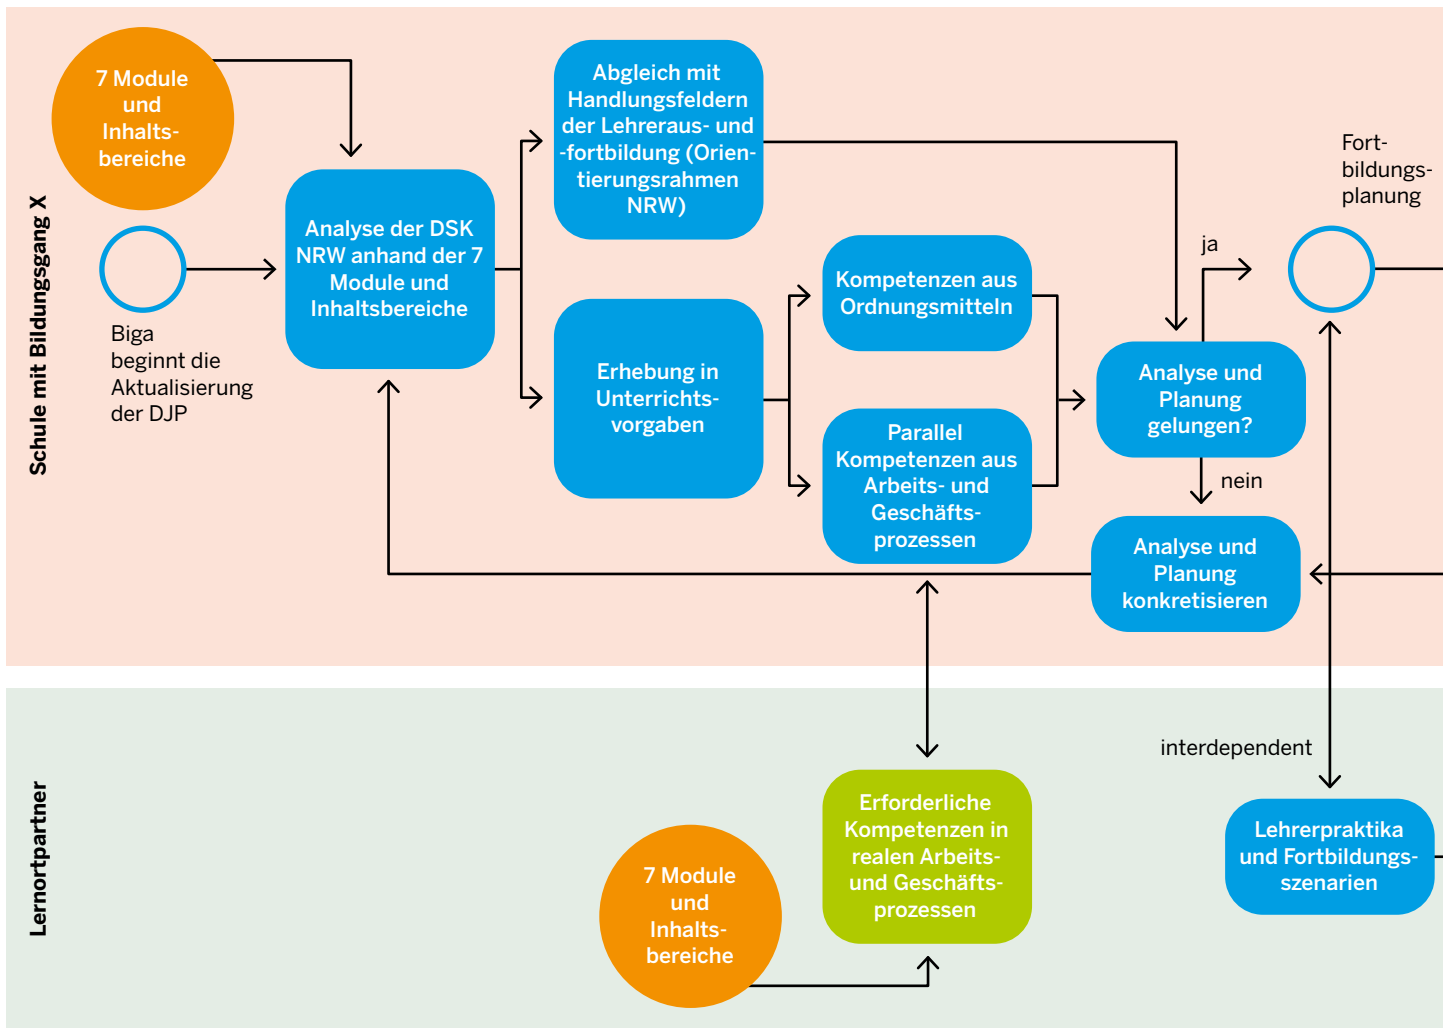 Schule mit Bildungsgang X
7 Module
und
Inhalts-
bereiche
Biga
beginnt die
Aktualisierung
der DJP
Analyse der DSK
NRW anhand der 7
Module und
Inhaltsbereiche
Abgleich mit
Handlungsfeldern
der Lehreraus- und
-fortbildung (Orien-
tierungsrahmen
NRW)
Erhebung in
Unterrichts-
vorgaben
Kompetenzen aus
Ordnungsmitteln
Parallel
Kompetenzen aus
Arbeits- und
Geschäfts-
prozessen
Analyse und
Planung
gelungen?
ja
nein
Fort-
bildungs-
planung
Analyse und
Planung
konkretisieren
Lernortpartner
7 Module
und
Inhalts-
bereiche
Erforderliche
Kompetenzen in
realen Arbeits-
und Geschäfts-
prozessen
interdependent
Lehrerpraktika
und Fortbildungs-
szenarien